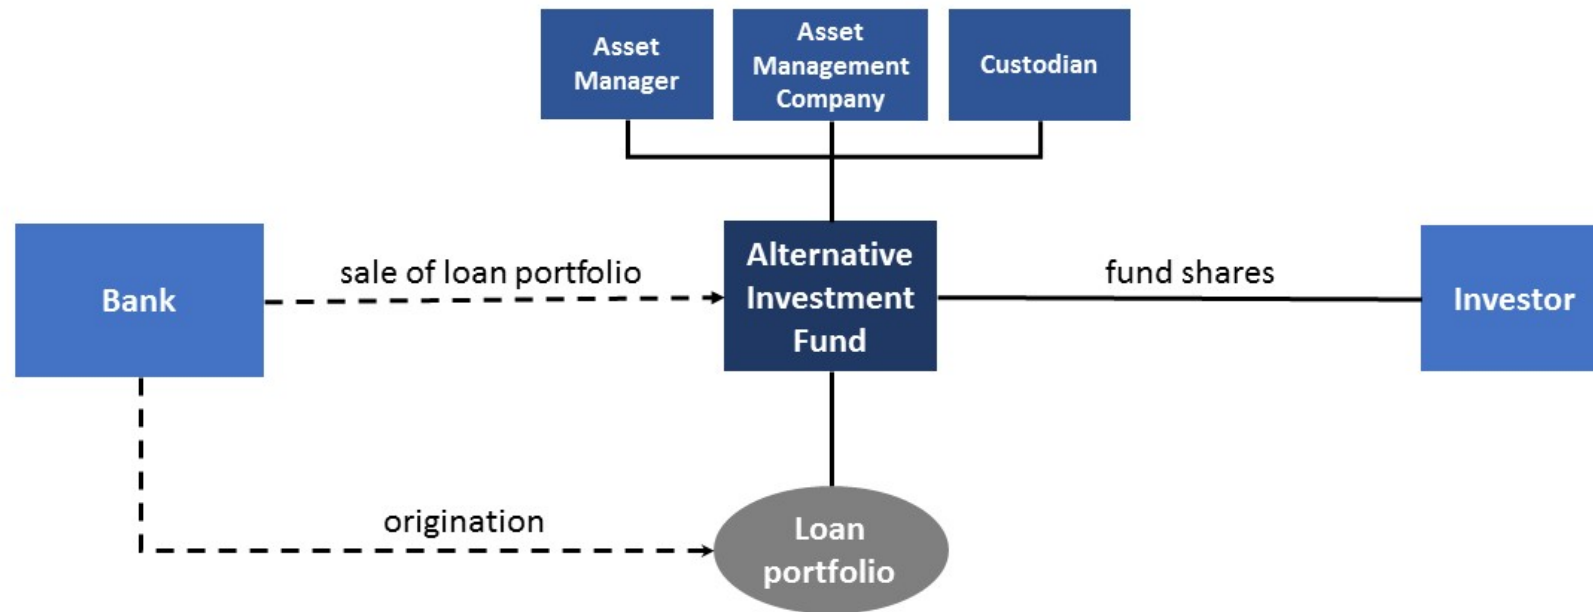 Asset
Manager
Asset
Management
Company
Custodian
Bank
sale of loan portfolio
Alternative
Investment
Fund
fund shares
Investor
origination
Loan
portfolio